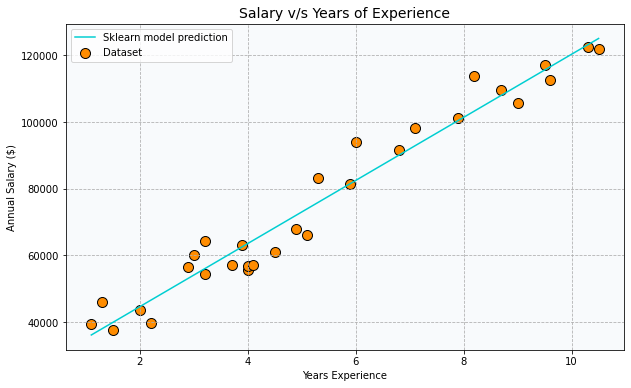 Salary v/s Years of Experience
Sklearn model prediction
Dataset
Annual Salary ($)
120000
100000
80000
60000
40000
2
4
6
8
10
Years Experience